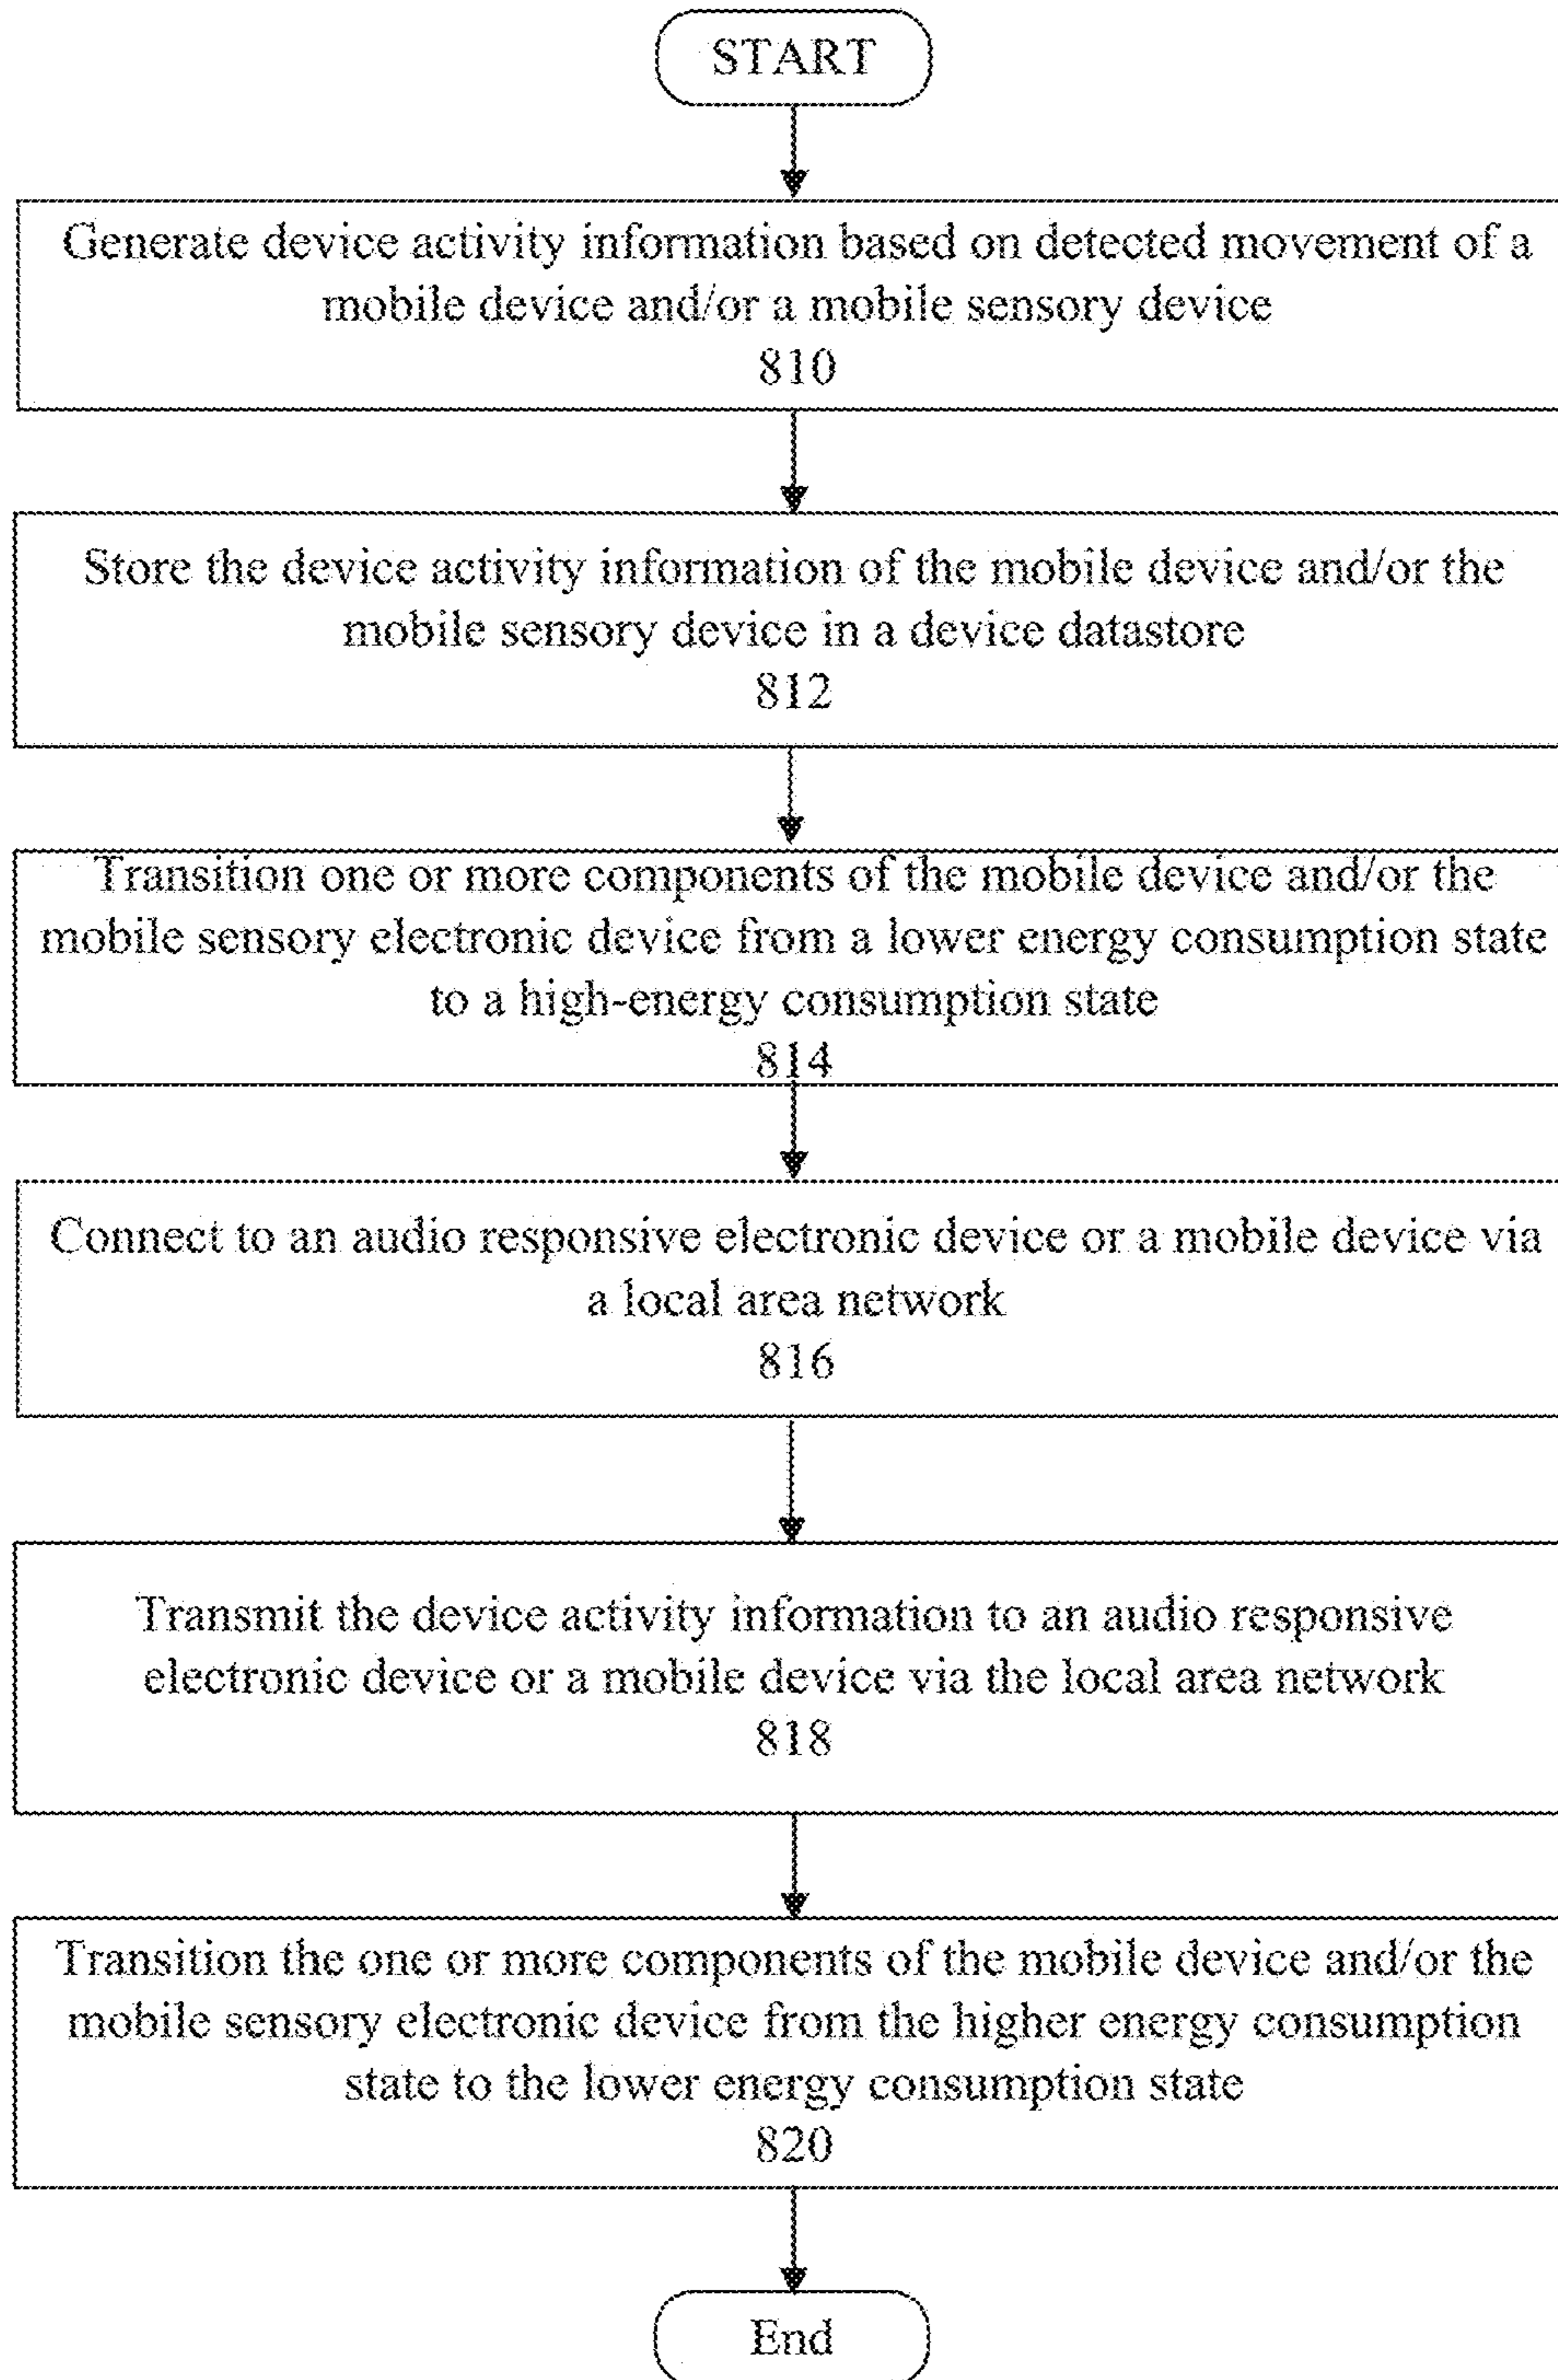 START
Generate device activity information based on detected movement of a
mobile device and/or a mobile sensory device
810
Store the device activity information of the mobile device and/or the
mobile sensory device in a device datastore
812
Transition one or more components of the mobile device and/or the
mobile sensory electronic device from a lower energy consumption state
to a high-energy consumption state
814
Connect to an audio responsive electronic device or a mobile device via
a local area network
816
Transmit the device activity information to an audio responsive
electronic device or a mobile device via the local area network
818
Transition the one or more components of the mobile device and/or the
mobile sensory electronic device from the higher energy consumption
state to the lower energy consumption state
820
End